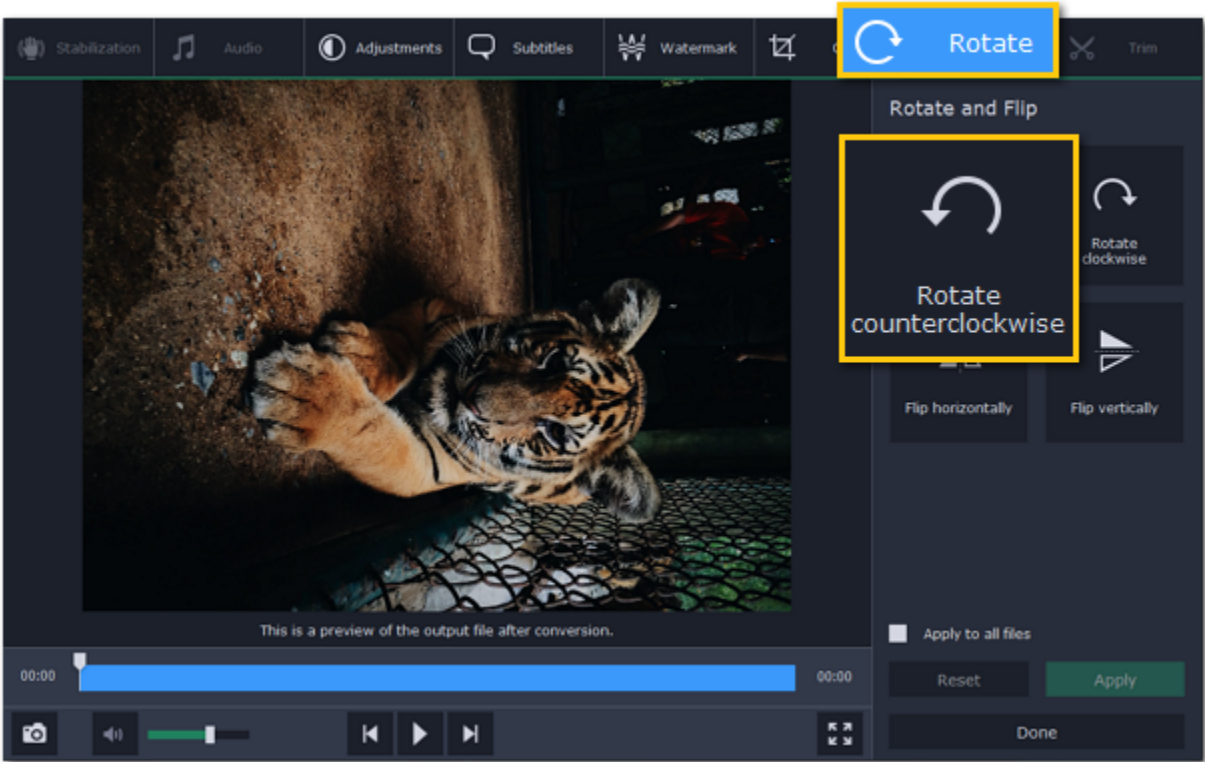 Stabilization
Audio
Adjustments
Subtitles
Watermark
Rotate
Trim
Rotate and Flip
Rotate
counterclockwise
Rotate
clockwise
Flip horizontally
Flip vertically
This is a preview of the output file after conversion.
00:00
00:00
Apply to all files
Reset
Apply
Done